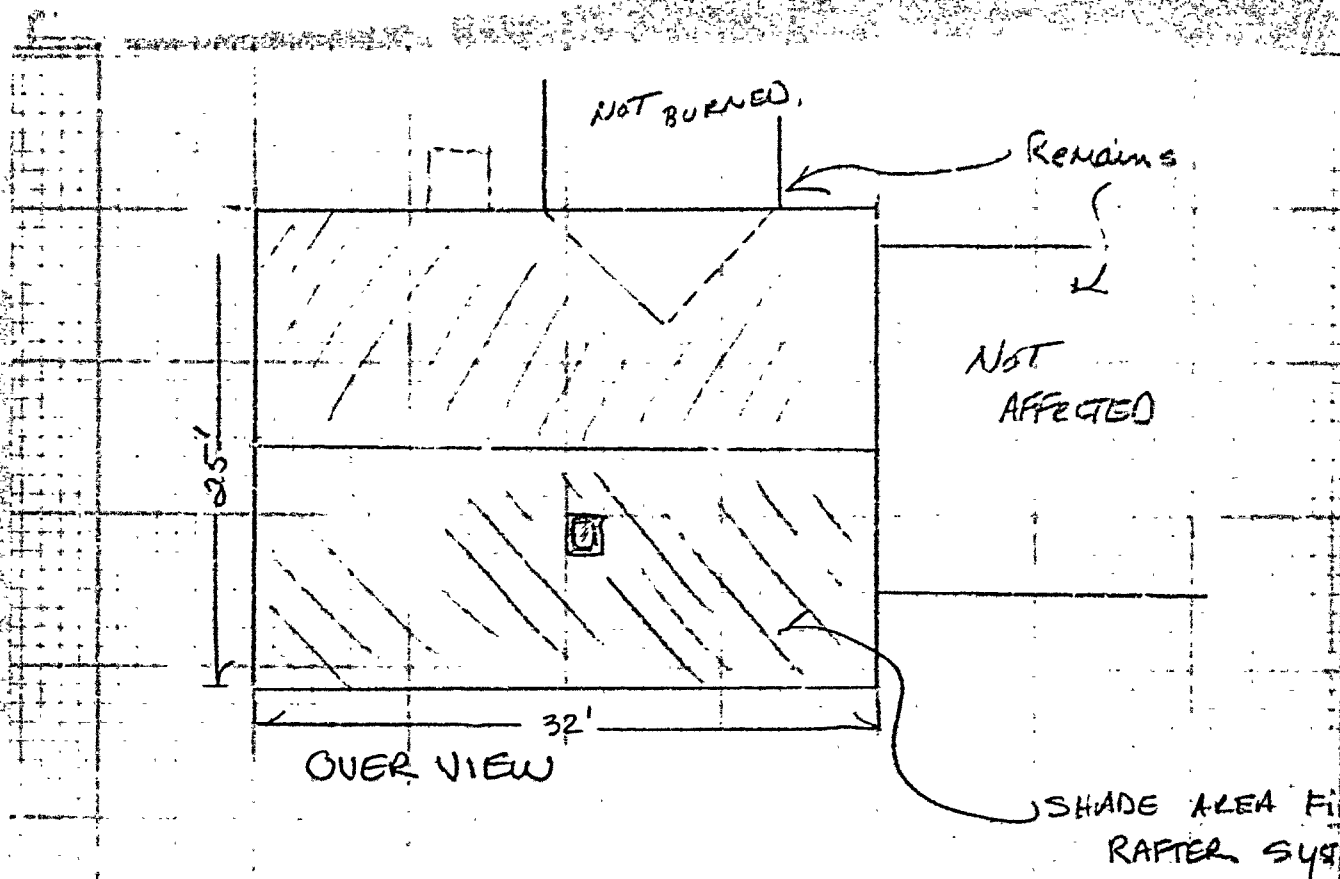 NOT BURNED.
Remains
NOT
AFFECTED
25'
32'
OVER VIEW
SHADE AREA
RAFTER